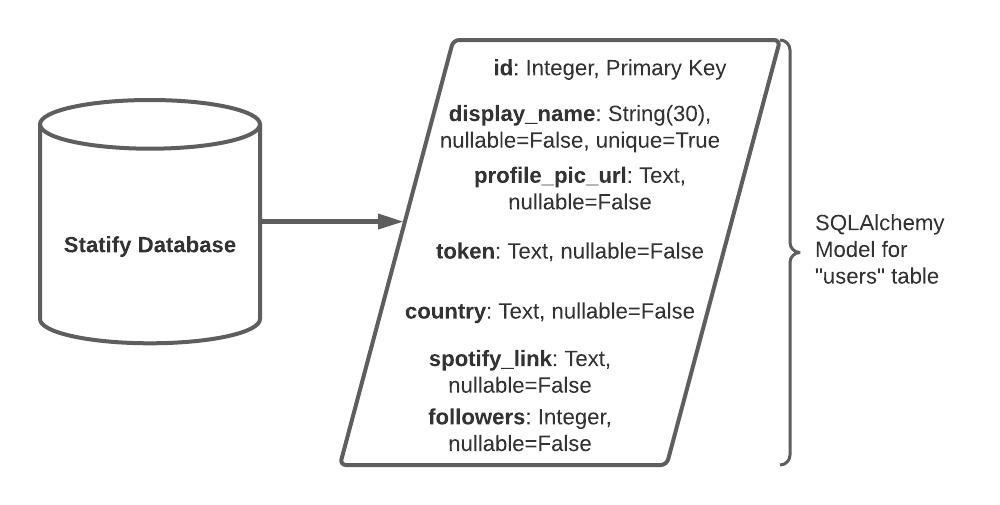 Statify Database
id: Integer, Primary Key
display_name: String(30),
nullable=False, unique=True
profile_pic_url: Text,
nullable=False
token: Text, nullable=False
country: Text, nullable=False
spotify_link: Text,
nullable=False
followers: Integer,
nullable=False
SQLAlchemy
Model for
"users" table